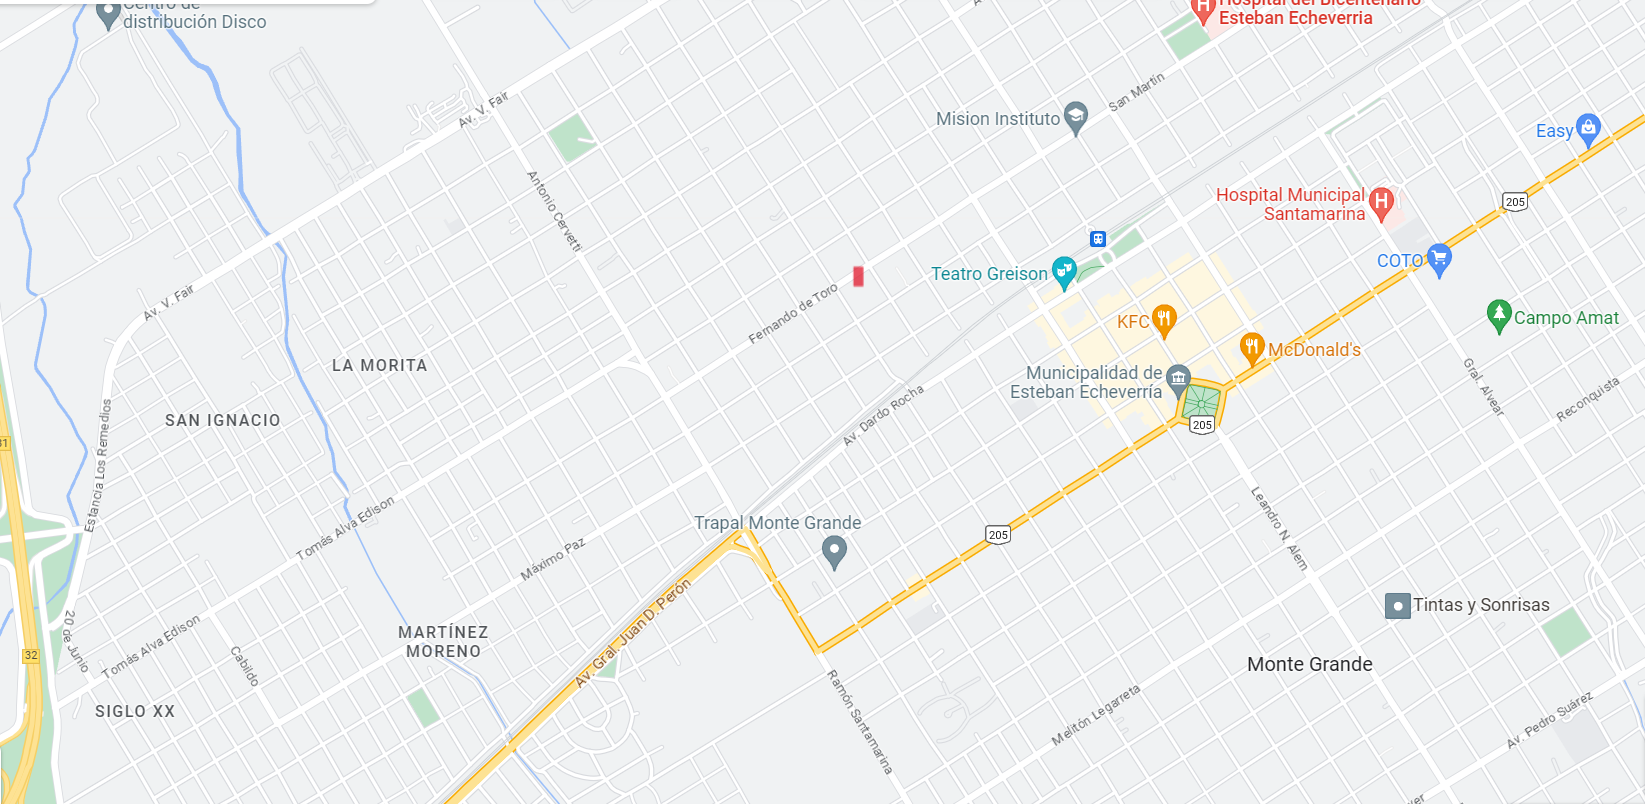 Centro de
distribución Disco
Hospital del Bicentenario
Esteban Echeverria
Av. V. Fair
San Martín
Mision Instituto
Easy
Antonio Cervetti
Hospital Municipal
Santamarina
205
COTO
Teatro Greison
Av. V. Fair
Fernando de Toro
KFC
Campo Amat
McDonald's
LA MORITA
Municipalidad de
Esteban Echeverría
Gral. Alvear
Reconquista
SAN IGNACIO
Av. Dardo Rocha
205
31
Estancia Los Remedios
Tomás Alva Edison
Trapal Monte Grande
205
Leandro N. Alem
Máximo Paz
Av. Gral. Juan D. Perón
Tintas y Sonrisas
20 de Junio
Tomás Alva Edison
MARTÍNEZ
MORENO
32
Cabildo
Monte Grande
Ramón Santamarina
Melitón Legarreta
SIGLO XX
Av. Pedro Suárez